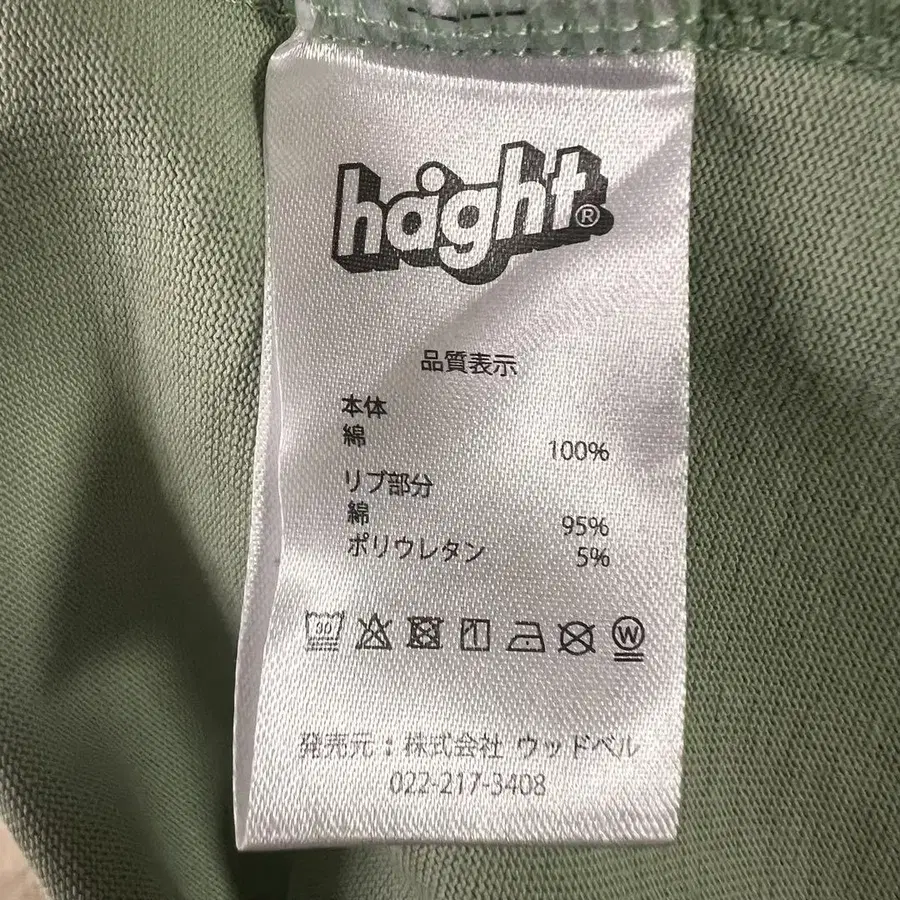 haight®
品質表示
本体
綿 100%
リブ部分
綿 95%
ポリウレタン 5%
W
発売元：株式会社 ウッドベル
022-217-3408